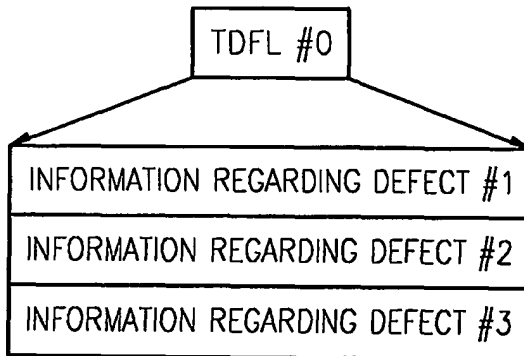 TDFL #0
INFORMATION REGARDING DEFECT #1
INFORMATION REGARDING DEFECT #2
INFORMATION REGARDING DEFECT #3